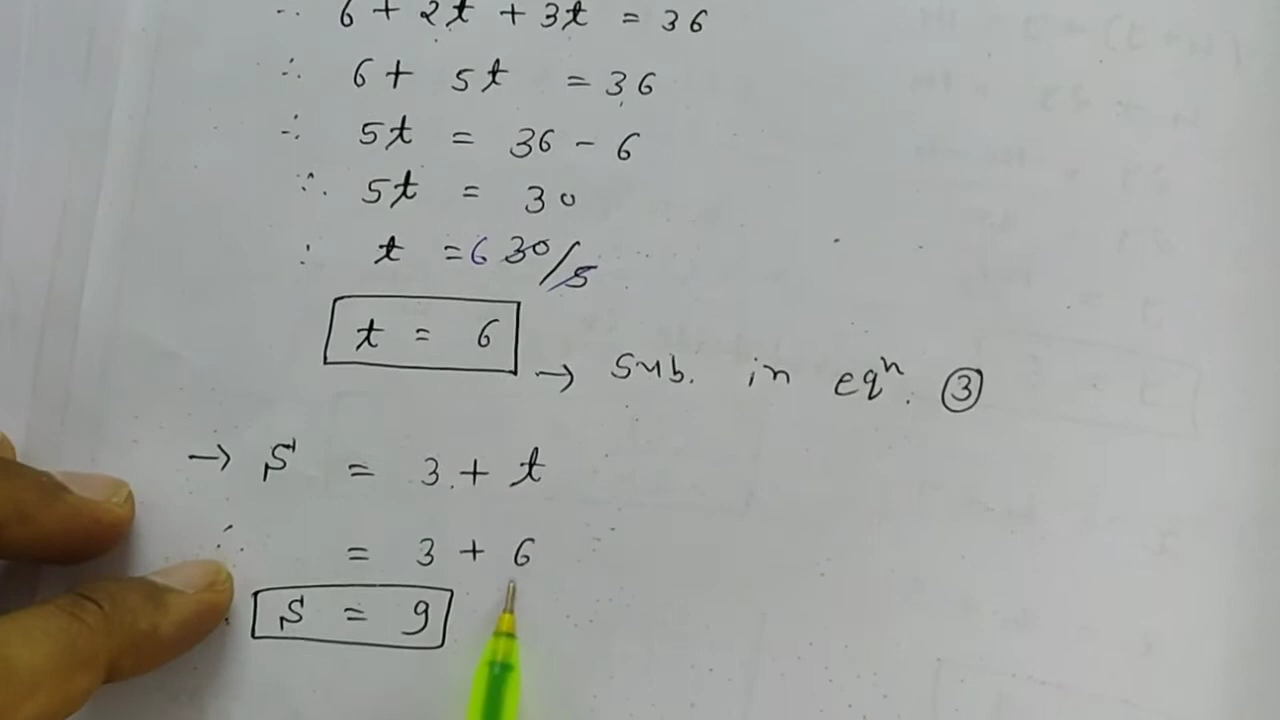 ∴ 6 + 2t + 3t = 36
∴ 6 + 5t = 36
∴ 5t = 36 - 6
∴ 5t = 30
∴ t = 6 30/5
t = 6
→ Sub. in eqⁿ. ③
→ S = 3 + t
∴ = 3 + 6
∴ S = 9